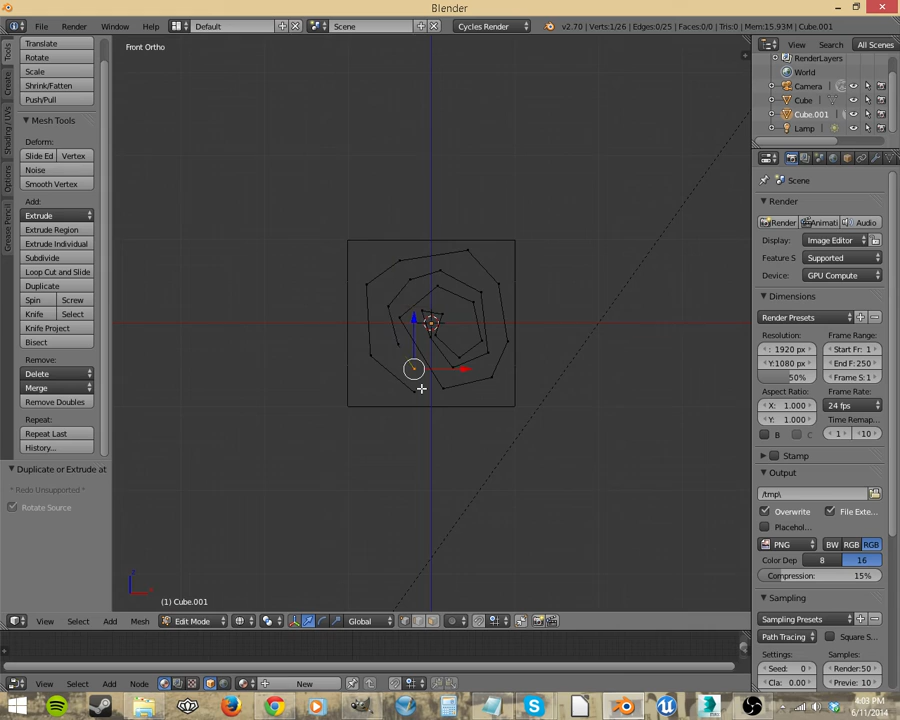 Blender
File Render Window Help Default Scene Cycles Render v2.70 | Verts:1/26 | Edges:0/25 | Faces:0/0 | Tris:0 | Mem:15.93M | Cube.001
Tools
Create
Shading / UVs
Options
Grease Pencil
Translate
Rotate
Scale
Shrink/Fatten
Push/Pull
Mesh Tools
Deform:
Slide Ed Vertex
Noise
Smooth Vertex
Add:
Extrude
Extrude Region
Extrude Individual
Subdivide
Loop Cut and Slide
Duplicate
Spin Screw
Knife Select
Knife Project
Bisect
Remove:
Delete
Merge
Remove Doubles
Repeat:
Repeat Last
History...
Duplicate or Extrude at
* Redo Unsupported *
Rotate Source
Front Ortho
(1) Cube.001
View Select Add Mesh Edit Mode Global
View Select Add Node New
View Search All Scenes
RenderLayers
World
Camera
Cube
Cube.001
Lamp
Scene
Render
Render Animati Audio
Display: Image Editor
Feature S Supported
Device: GPU Compute
Dimensions
Render Presets
Resolution: Frame Range:
: 1920 px Start Fr: 1
Y:1080 px End F:250
50% Frame S:1
Aspect Ratio: Frame Rate:
X: 1.000 24 fps
Y: 1.000 Time Remap...
B C 1 10
Stamp
Output
/tmp\
Overwrite File Exte...
Placehol...
PNG BW RGB RGB
Color Dep 8 16
Compression: 15%
Sampling
Sampling Presets
Path Tracing Square S...
Settings: Samples:
Seed: 0 Render:50
Cla: 0.00 Previe: 10
4:03 PM
6/11/2014